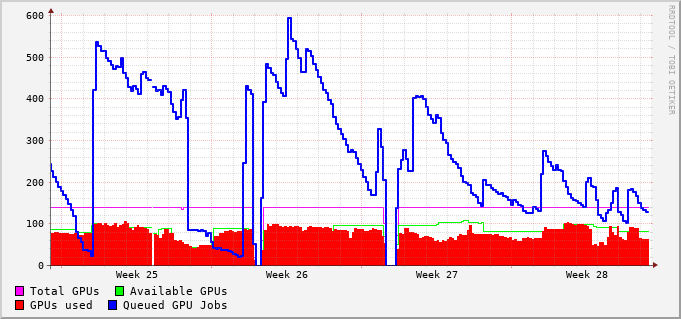 600
500
400
300
200
100
0
Week 25 Week 26 Week 27 Week 28
Total GPUs Available GPUs
GPUs used Queued GPU Jobs
RRDTOOL / TOBI OETIKER